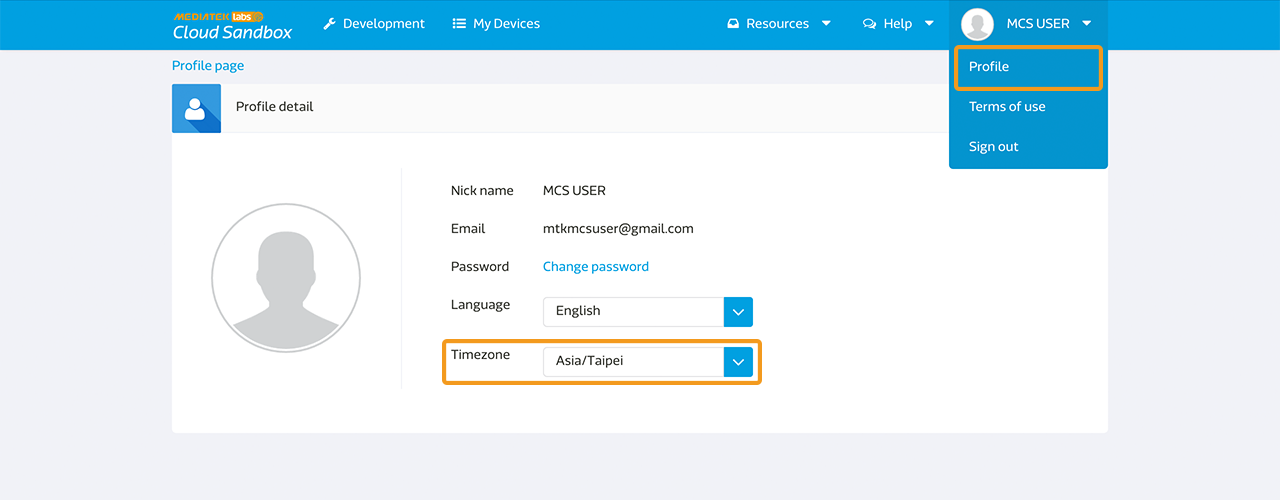 MEDIATEK labs
Cloud Sandbox
Development
My Devices
Resources
Help
MCS USER
Profile
Terms of use
Sign out
Profile page
Profile detail
Nick name MCS USER
Email mtkmcsuser@gmail.com
Password Change password
Language English
Timezone Asia/Taipei